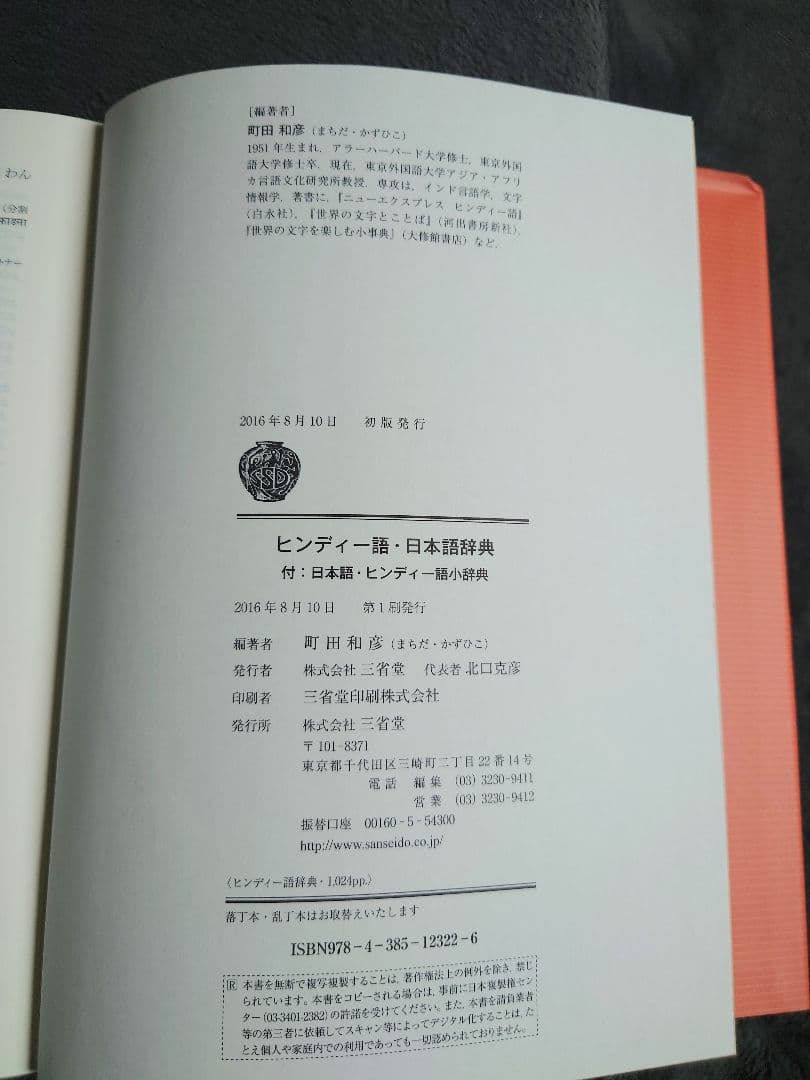 わん
(分割
トナー
[編著者]
町田 和彦 (まちだ・かずひこ)
1951年生まれ．アラーハーバード大学修士，東京外国
語大学修士卒．現在，東京外国語大学アジア・アフリ
カ言語文化研究所教授．専攻は，インド言語学，文字
情報学．著書に，『ニューエクスプレス ヒンディー語』
(白水社)，『世界の文字とことば』(河出書房新社)，
『世界の文字を楽しむ小事典』(大修館書店)など．
2016年8月10日 初版発行
SSD
ヒンディー語・日本語辞典
付：日本語・ヒンディー語小辞典
2016年8月10日 第1刷発行
編著者 町田和彦(まちだ・かずひこ)
発行者 株式会社 三省堂 代表者 北口克彦
印刷者 三省堂印刷株式会社
発行所 株式会社 三省堂
〒101-8371
東京都千代田区三崎町二丁目22番14号
電話 編集 (03) 3230-9411
営業 (03) 3230-9412
振替口座 00160-5-54300
http://www.sanseido.co.jp/
〈ヒンディー語辞典・1,024pp.〉
落丁本・乱丁本はお取替えいたします
ISBN978-4-385-12322-6
Ⓡ 本書を無断で複写複製することは，著作権法上の例外を除き，禁じ
られています。本書をコピーされる場合は，事前に日本複製権セン
ター(03-3401-2382)の許諾を受けてください。また，本書を請負業者
等の第三者に依頼してスキャン等によってデジタル化することは，た
とえ個人や家庭内での利用であっても一切認められておりません。